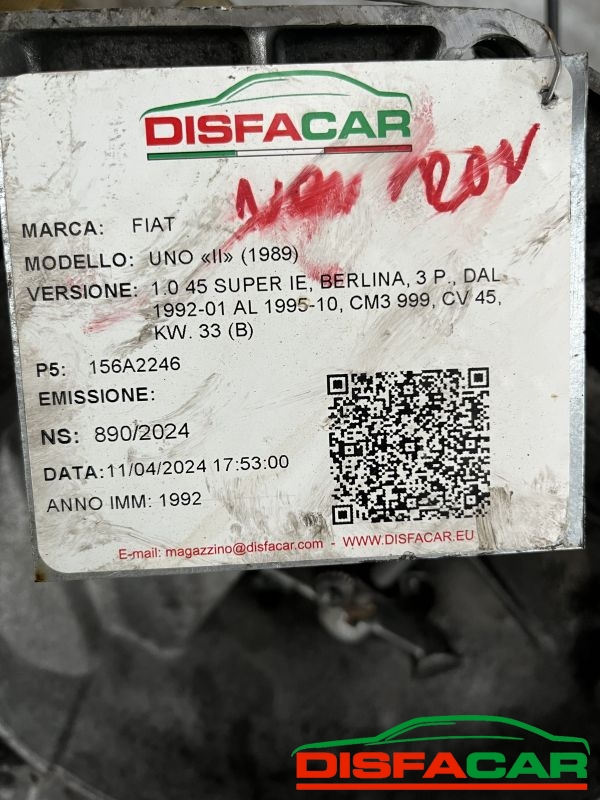 DISFACAR
MARCA: FIAT
MODELLO: UNO «II» (1989)
VERSIONE: 1.0 45 SUPER IE, BERLINA, 3 P., DAL
1992-01 AL 1995-10, CM3 999, CV 45,
KW. 33 (B)
P5: 156A2246
EMISSIONE:
NS: 890/2024
DATA:11/04/2024 17:53:00
ANNO IMM: 1992
E-mail: magazzino@disfacar.com - WWW.DISFACAR.EU
DISFACAR